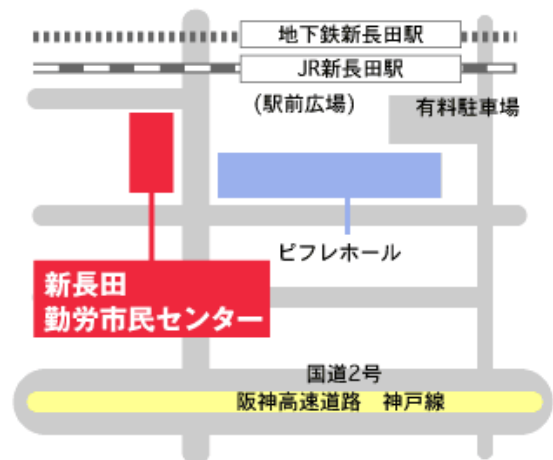 地下鉄新長田駅
JR新長田駅
(駅前広場)
有料駐車場
ピフレホール
新長田
勤労市民センター
国道2号
阪神高速道路　神戸線